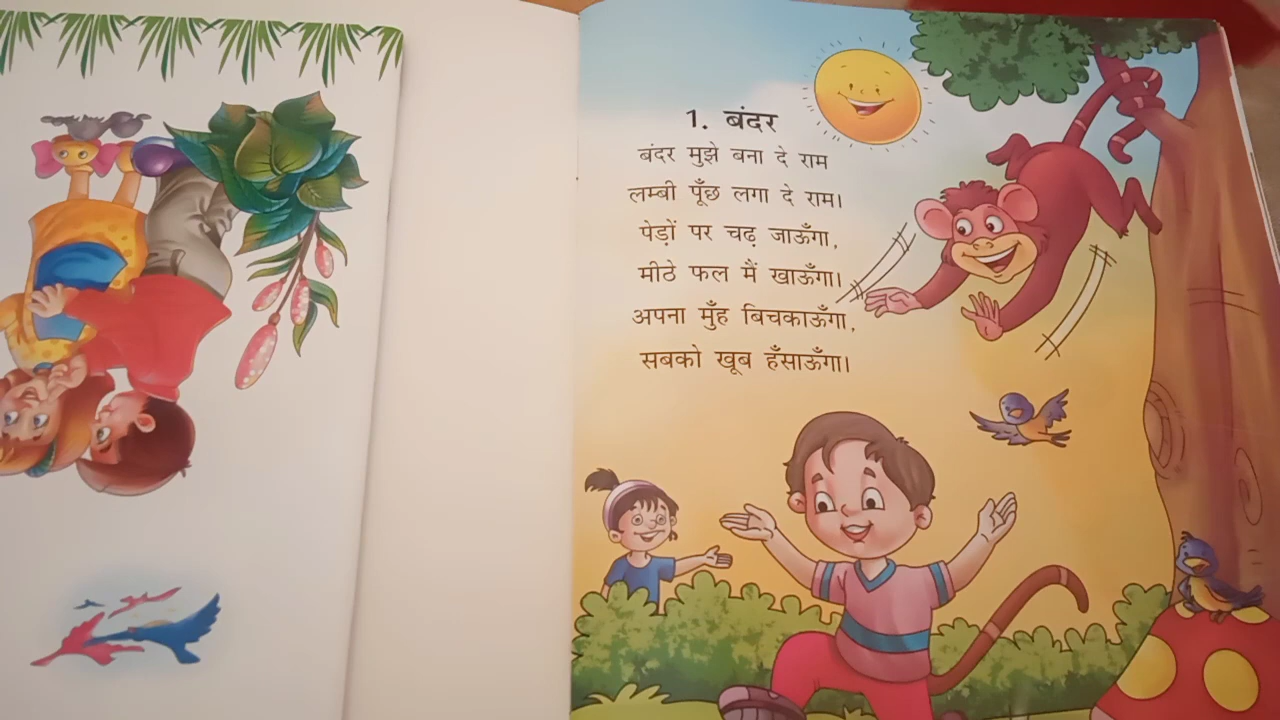 1. बंदर
बंदर मुझे बना दे राम
लम्बी पूँछ लगा दे राम।
पेड़ों पर चढ़ जाऊँगा,
मीठे फल मैं खाऊँगा।
अपना मुँह बिचकाऊँगा,
सबको खूब हँसाऊँगा।